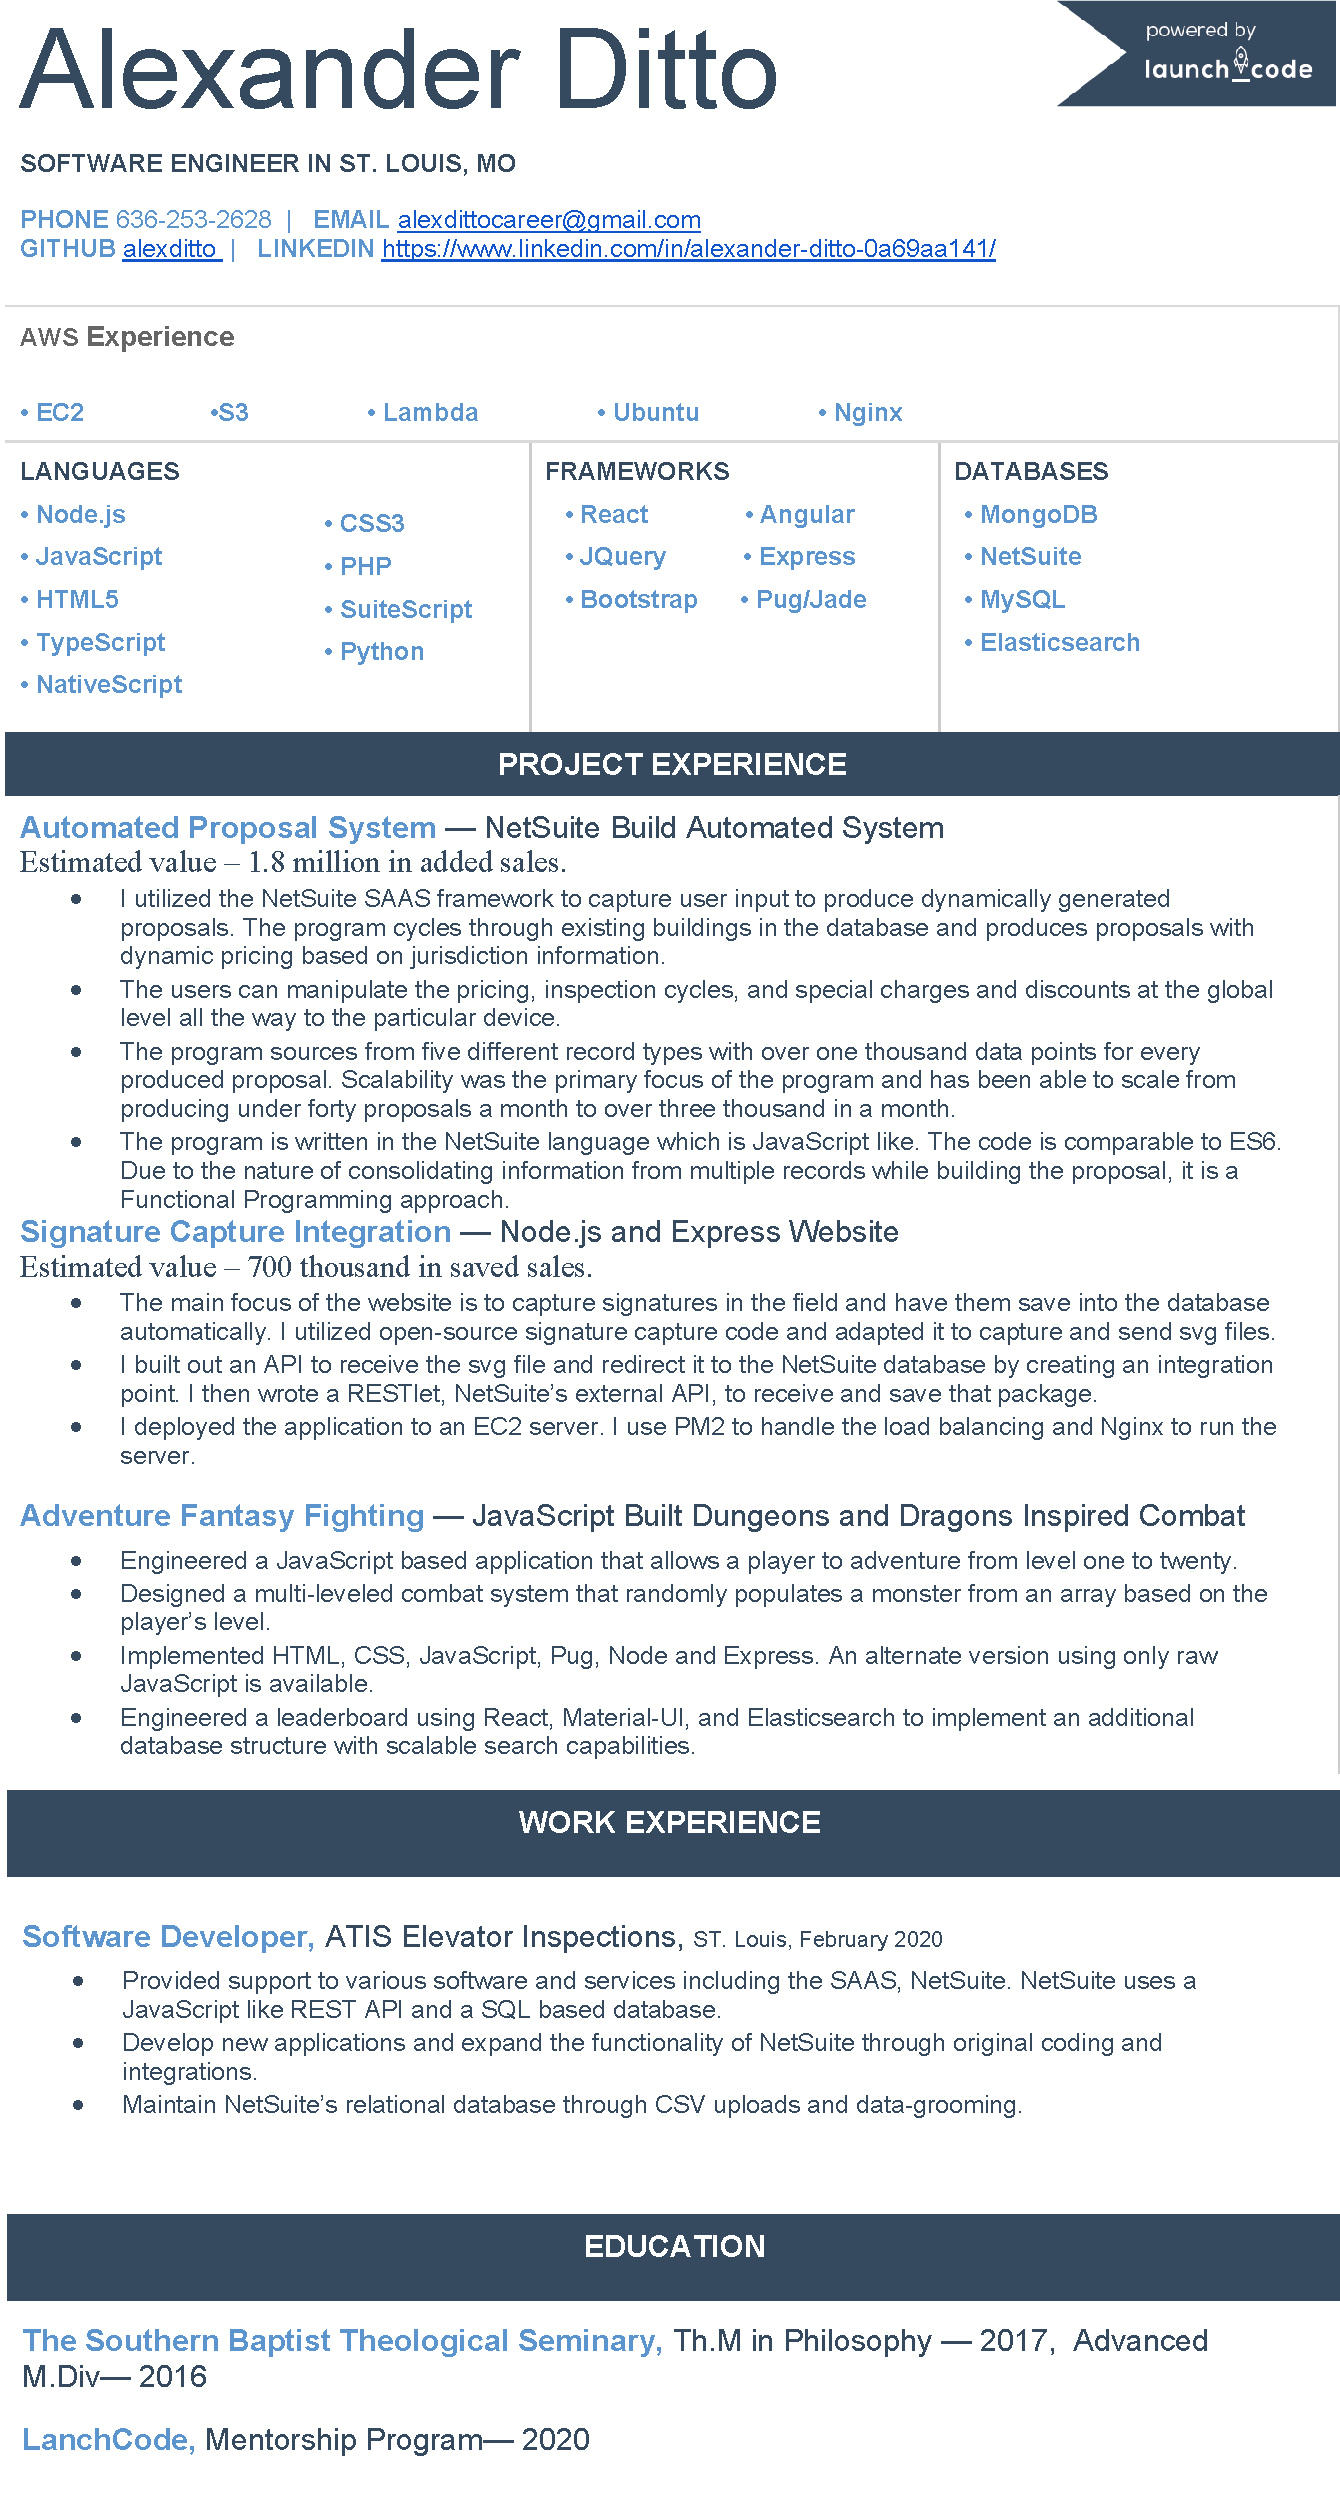 Alexander Ditto
powered by
launch code
SOFTWARE ENGINEER IN ST. LOUIS, MO
PHONE 636-253-2628 | EMAIL alexdittocareer@gmail.com
GITHUB alexditto | LINKEDIN https://www.linkedin.com/in/alexander-ditto-0a69aa141/
AWS Experience
• EC2 •S3 • Lambda • Ubuntu • Nginx
LANGUAGES
• Node.js
• JavaScript
• HTML5
• TypeScript
• NativeScript
• CSS3
• PHP
• SuiteScript
• Python
FRAMEWORKS
• React • Angular
• JQuery • Express
• Bootstrap • Pug/Jade
DATABASES
• MongoDB
• NetSuite
• MySQL
• Elasticsearch
PROJECT EXPERIENCE
Automated Proposal System — NetSuite Build Automated System
Estimated value – 1.8 million in added sales.
• I utilized the NetSuite SAAS framework to capture user input to produce dynamically generated
proposals. The program cycles through existing buildings in the database and produces proposals with
dynamic pricing based on jurisdiction information.
• The users can manipulate the pricing, inspection cycles, and special charges and discounts at the global
level all the way to the particular device.
• The program sources from five different record types with over one thousand data points for every
produced proposal. Scalability was the primary focus of the program and has been able to scale from
producing under forty proposals a month to over three thousand in a month.
• The program is written in the NetSuite language which is JavaScript like. The code is comparable to ES6.
Due to the nature of consolidating information from multiple records while building the proposal, it is a
Functional Programming approach.
Signature Capture Integration — Node.js and Express Website
Estimated value – 700 thousand in saved sales.
• The main focus of the website is to capture signatures in the field and have them save into the database
automatically. I utilized open-source signature capture code and adapted it to capture and send svg files.
• I built out an API to receive the svg file and redirect it to the NetSuite database by creating an integration
point. I then wrote a RESTlet, NetSuite’s external API, to receive and save that package.
• I deployed the application to an EC2 server. I use PM2 to handle the load balancing and Nginx to run the
server.
Adventure Fantasy Fighting — JavaScript Built Dungeons and Dragons Inspired Combat
• Engineered a JavaScript based application that allows a player to adventure from level one to twenty.
• Designed a multi-leveled combat system that randomly populates a monster from an array based on the
player’s level.
• Implemented HTML, CSS, JavaScript, Pug, Node and Express. An alternate version using only raw
JavaScript is available.
• Engineered a leaderboard using React, Material-UI, and Elasticsearch to implement an additional
database structure with scalable search capabilities.
WORK EXPERIENCE
Software Developer, ATIS Elevator Inspections, ST. Louis, February 2020
• Provided support to various software and services including the SAAS, NetSuite. NetSuite uses a
JavaScript like REST API and a SQL based database.
• Develop new applications and expand the functionality of NetSuite through original coding and
integrations.
• Maintain NetSuite’s relational database through CSV uploads and data-grooming.
EDUCATION
The Southern Baptist Theological Seminary, Th.M in Philosophy — 2017, Advanced
M.Div— 2016
LanchCode, Mentorship Program— 2020